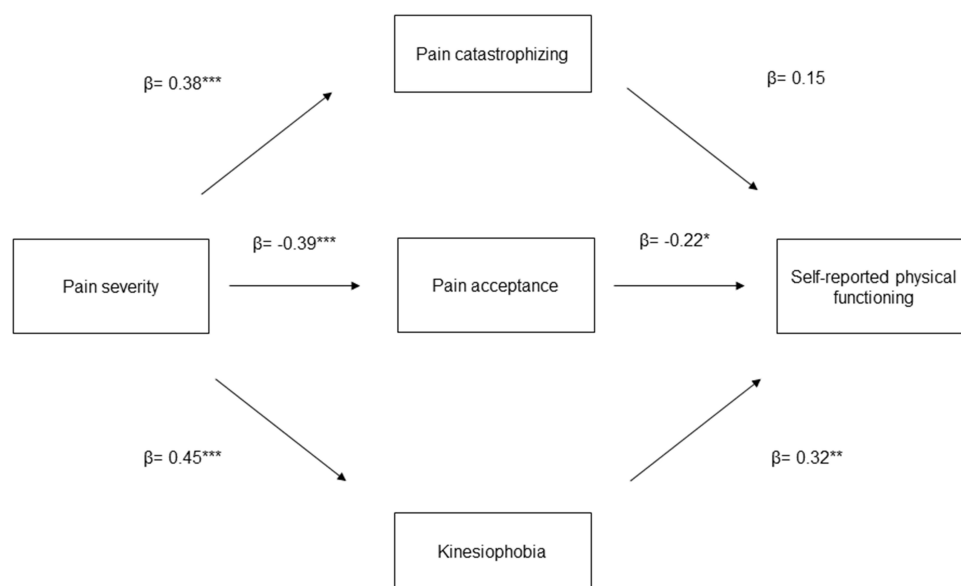 Pain catastrophizing
β= 0.38***
β= 0.15
β= -0.39***
β= -0.22*
Pain severity
Pain acceptance
Self-reported physical
functioning
β= 0.45***
β= 0.32**
Kinesiophobia